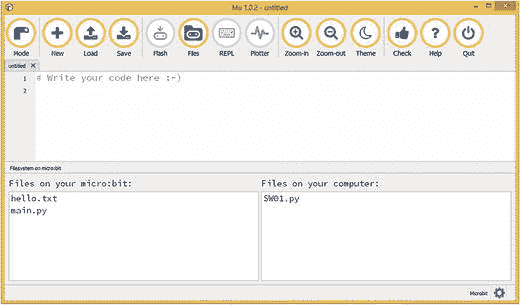 Mu 1.0.2 - untitled
Mode New Load Save Flash Files REPL Plotter Zoom-in Zoom-out Theme Check Help Quit
untitled
1 # Write your code here :-)
2
Filesystem on micro:bit
Files on your micro:bit: Files on your computer:
hello.txt SW01.py
main.py
Microbit